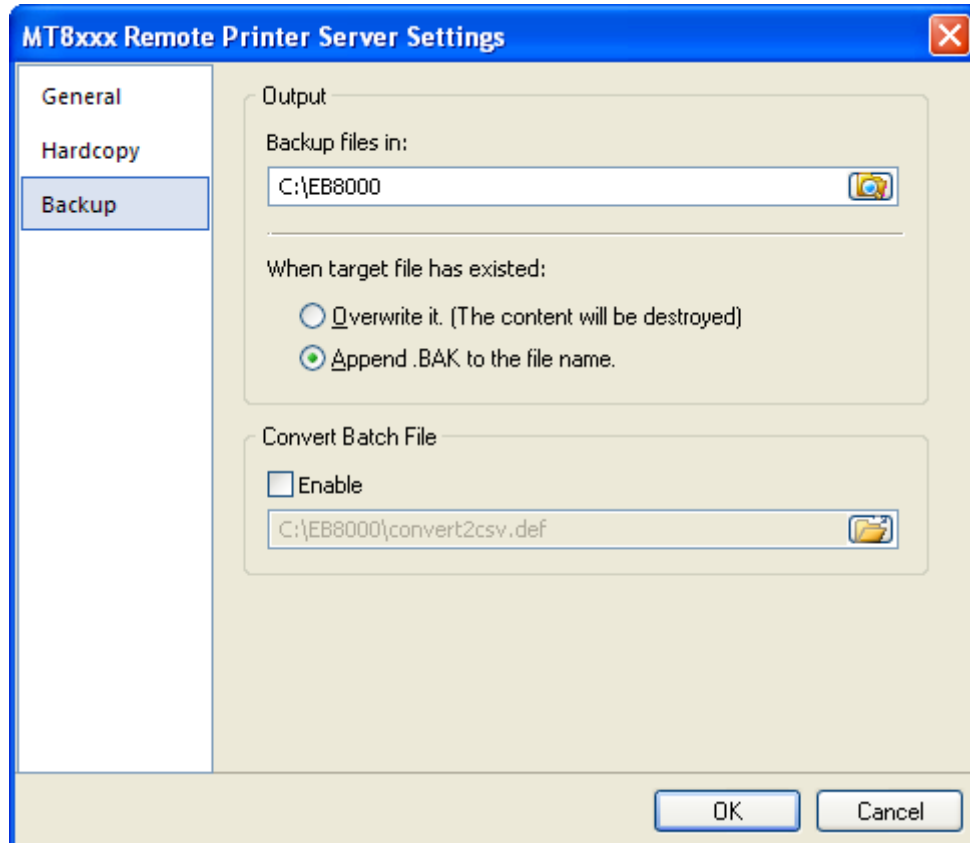 MT8xxx Remote Printer Server Settings
General
Hardcopy
Backup
Output
Backup files in:
C:\EB8000
When target file has existed:
Overwrite it. (The content will be destroyed)
Append .BAK to the file name.
Convert Batch File
Enable
C:\EB8000\convert2csv.def
OK
Cancel